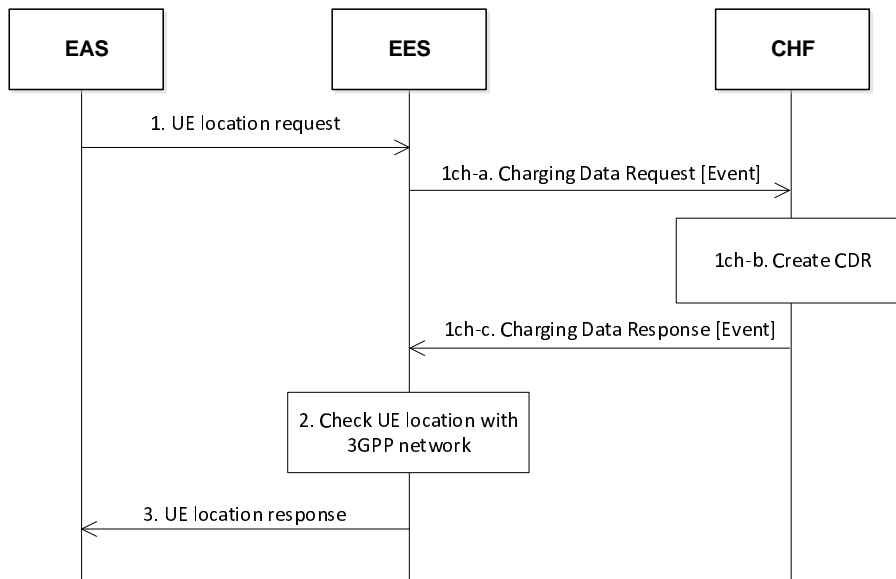 EAS
EES
CHF
1. UE location request
1ch-a. Charging Data Request [Event]
1ch-b. Create CDR
1ch-c. Charging Data Response [Event]
2. Check UE location with
3GPP network
3. UE location response